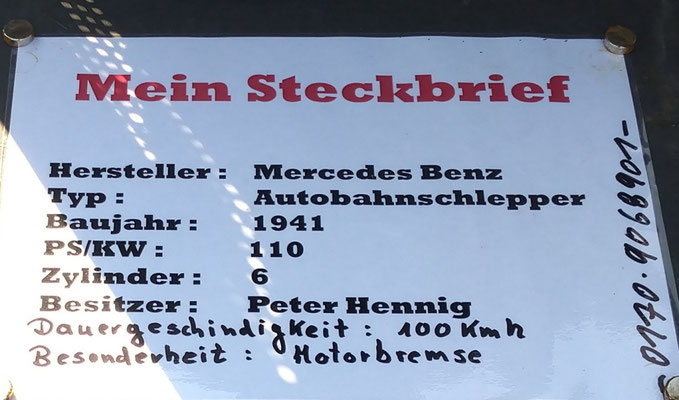 Mein Steckbrief
Hersteller: Mercedes Benz
Typ: Autobahnschlepper
Baujahr: 1941
PS/KW: 110
Zylinder: 6
Besitzer: Peter Hennig
Dauergeschindigkeit: 100 Kmh
Besonderheit: Motorbremse
0170.9068901-